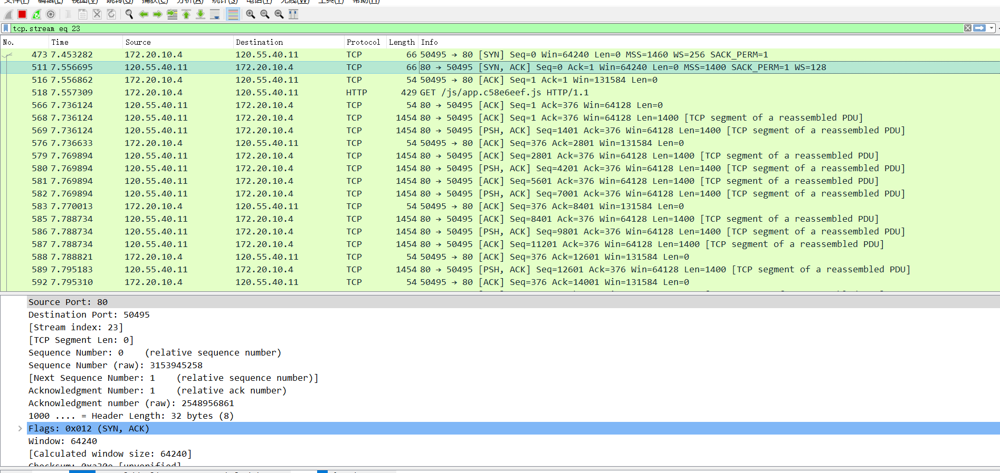 文件(F) 编辑(E) 视图(V) 跳转(G) 捕获(C) 分析(A) 统计(S) 电话(Y) 无线(W) 工具(T) 帮助(H)
tcp.stream eq 23
No. Time Source Destination Protocol Length Info
473 7.453282 172.20.10.4 120.55.40.11 TCP 66 50495 → 80 [SYN] Seq=0 Win=64240 Len=0 MSS=1460 WS=256 SACK_PERM=1
511 7.556695 120.55.40.11 172.20.10.4 TCP 66 80 → 50495 [SYN, ACK] Seq=0 Ack=1 Win=64240 Len=0 MSS=1400 SACK_PERM=1 WS=128
516 7.556862 172.20.10.4 120.55.40.11 TCP 54 50495 → 80 [ACK] Seq=1 Ack=1 Win=131584 Len=0
518 7.557309 172.20.10.4 120.55.40.11 HTTP 429 GET /js/app.c58e6eef.js HTTP/1.1
566 7.736124 120.55.40.11 172.20.10.4 TCP 54 80 → 50495 [ACK] Seq=1 Ack=376 Win=64128 Len=0
568 7.736124 120.55.40.11 172.20.10.4 TCP 1454 80 → 50495 [ACK] Seq=1 Ack=376 Win=64128 Len=1400 [TCP segment of a reassembled PDU]
569 7.736124 120.55.40.11 172.20.10.4 TCP 1454 80 → 50495 [PSH, ACK] Seq=1401 Ack=376 Win=64128 Len=1400 [TCP segment of a reassembled PDU]
576 7.736633 172.20.10.4 120.55.40.11 TCP 54 50495 → 80 [ACK] Seq=376 Ack=2801 Win=131584 Len=0
579 7.769894 120.55.40.11 172.20.10.4 TCP 1454 80 → 50495 [ACK] Seq=2801 Ack=376 Win=64128 Len=1400 [TCP segment of a reassembled PDU]
580 7.769894 120.55.40.11 172.20.10.4 TCP 1454 80 → 50495 [PSH, ACK] Seq=4201 Ack=376 Win=64128 Len=1400 [TCP segment of a reassembled PDU]
581 7.769894 120.55.40.11 172.20.10.4 TCP 1454 80 → 50495 [ACK] Seq=5601 Ack=376 Win=64128 Len=1400 [TCP segment of a reassembled PDU]
582 7.769894 120.55.40.11 172.20.10.4 TCP 1454 80 → 50495 [PSH, ACK] Seq=7001 Ack=376 Win=64128 Len=1400 [TCP segment of a reassembled PDU]
583 7.770013 172.20.10.4 120.55.40.11 TCP 54 50495 → 80 [ACK] Seq=376 Ack=8401 Win=131584 Len=0
585 7.788734 120.55.40.11 172.20.10.4 TCP 1454 80 → 50495 [ACK] Seq=8401 Ack=376 Win=64128 Len=1400 [TCP segment of a reassembled PDU]
586 7.788734 120.55.40.11 172.20.10.4 TCP 1454 80 → 50495 [PSH, ACK] Seq=9801 Ack=376 Win=64128 Len=1400 [TCP segment of a reassembled PDU]
587 7.788734 120.55.40.11 172.20.10.4 TCP 1454 80 → 50495 [ACK] Seq=11201 Ack=376 Win=64128 Len=1400 [TCP segment of a reassembled PDU]
588 7.788821 172.20.10.4 120.55.40.11 TCP 54 50495 → 80 [ACK] Seq=376 Ack=12601 Win=131584 Len=0
589 7.795183 120.55.40.11 172.20.10.4 TCP 1454 80 → 50495 [PSH, ACK] Seq=12601 Ack=376 Win=64128 Len=1400 [TCP segment of a reassembled PDU]
592 7.795310 172.20.10.4 120.55.40.11 TCP 54 50495 → 80 [ACK] Seq=376 Ack=14001 Win=131584 Len=0
Source Port: 80
Destination Port: 50495
[Stream index: 23]
[TCP Segment Len: 0]
Sequence Number: 0    (relative sequence number)
Sequence Number (raw): 3153945258
[Next Sequence Number: 1    (relative sequence number)]
Acknowledgment Number: 1    (relative ack number)
Acknowledgment number (raw): 2548956861
1000 .... = Header Length: 32 bytes (8)
Flags: 0x012 (SYN, ACK)
Window: 64240
[Calculated window size: 64240]
Checksum: 0xa20e [unverified]